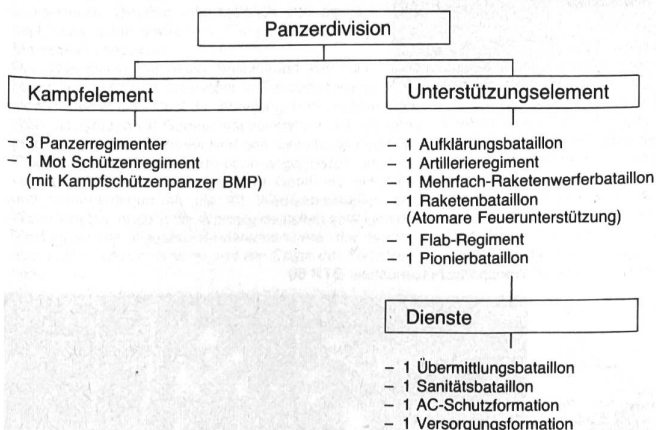 Panzerdivision
Kampfelement
– 3 Panzerregimenter
– 1 Mot Schützenregiment
(mit Kampfschützenpanzer BMP)
Unterstützungselement
– 1 Aufklärungsbataillon
– 1 Artillerieregiment
– 1 Mehrfach-Raketenwerferbataillon
– 1 Raketenbataillon
(Atomare Feuerunterstützung)
– 1 Flab-Regiment
– 1 Pionierbataillon
Dienste
– 1 Übermittlungsbataillon
– 1 Sanitätsbataillon
– 1 AC-Schutzformation
– 1 Versorgungsformation